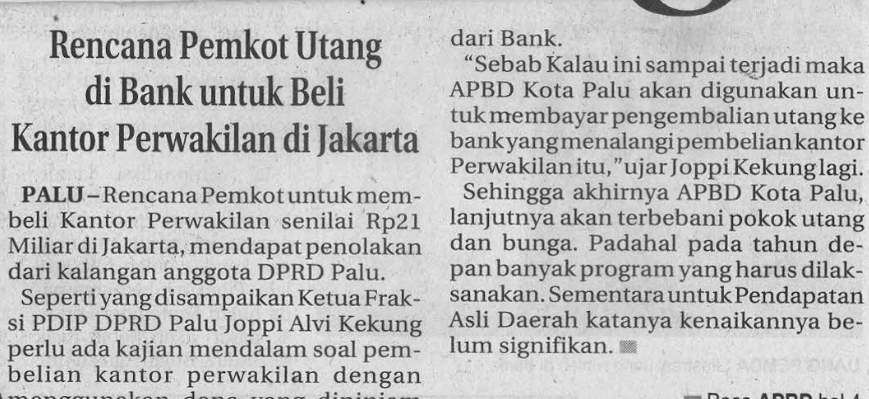 Rencana Pemkot Utang
di Bank untuk Beli
Kantor Perwakilan di Jakarta
PALU – Rencana Pemkot untuk mem-
beli Kantor Perwakilan senilai Rp21
Miliar di Jakarta, mendapat penolakan
dari kalangan anggota DPRD Palu.
Seperti yang disampaikan Ketua Frak-
si PDIP DPRD Palu Joppi Alvi Kekung
perlu ada kajian mendalam soal pem-
belian kantor perwakilan dengan
menggunakan dana yang dipinjam
dari Bank.
“Sebab Kalau ini sampai terjadi maka
APBD Kota Palu akan digunakan un-
tuk membayar pengembalian utang ke
bank yang menalangi pembelian kantor
Perwakilan itu,” ujar Joppi Kekung lagi.
Sehingga akhirnya APBD Kota Palu,
lanjutnya akan terbebani pokok utang
dan bunga. Padahal pada tahun de-
pan banyak program yang harus dilak-
sanakan. Sementara untuk Pendapatan
Asli Daerah katanya kenaikannya be-
lum signifikan.
APBD hal 4